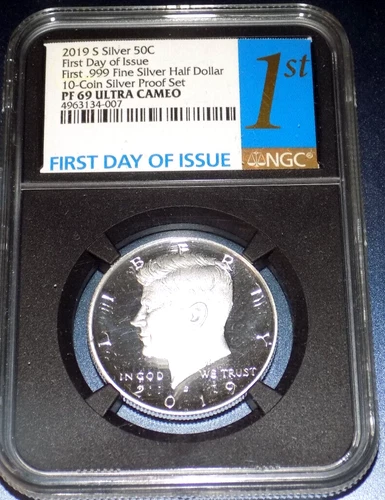 2019 S Silver 50C
First Day of Issue
First .999 Fine Silver Half Dollar
10-Coin Silver Proof Set
PF 69 ULTRA CAMEO
4963134-007
FIRST DAY OF ISSUE
1st
NGC
LIBERTY
IN GOD WE TRUST
S
2019